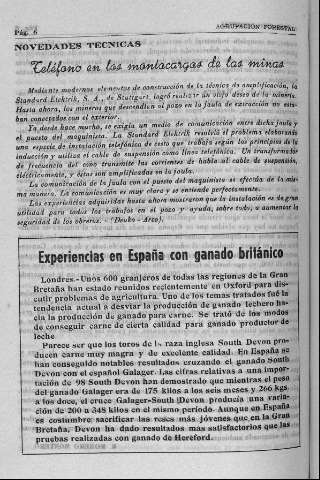 Pág. 6
AGRUPACION FORESTAL
NOVEDADES TECNICAS
Teléfono en los montacargas de las minas
Mediante modernos elementos de construcción de la técnica de amplificación, la
Standard Elektrik, S. A., de Stuttgart, logró realizar un viejo deseo de la minería.
Hasta ahora, los mineros que descendían al pozo en la jaula de extracción no esta-
ban conectados con el exterior.
Ya desde hace mucho, se exigía un medio de comunicación entre dicha jaula y
el puesto del maquinista. La Standard Elektrik resolvió el problema elaborando
una especie de instalación telefónica de cesto que trabaja según los principios de la
inducción y utiliza el cable de suspensión como línea telefónica. Un transformador
de frecuencia del cono transmite las corrientes de habla al cable de suspensión,
eléctricamente, y éstas son amplificadas en la jaula.
La comunicación de la jaula con el puesto del maquinista se efectúa de la mis-
ma manera. La comunicación es muy clara y se entiende perfectamente.
Las experiencias adquiridas hasta ahora mostraron que la instalación es de gran
utilidad para todos los trabajos en el pozo y ayuda, sobre todo, a aumentar la
seguridad de los obreros. - (Deuko - Arco).
Experiencias en España con ganado británico
Londres.-Unos 600 granjeros de todas las regiones de la Gran
Bretaña han estado reunidos recientemente en Oxford para dis-
cutir problemas de agricultura. Uno de los temas tratados fué la
tendencia actual a desviar la producción de ganado lechero ha-
cia la producción de ganado para carne. Se trató de los modos
de conseguir carne de cierta calidad para ganado productor de
leche
Parece ser que los toros de la raza inglesa South Devon pro-
ducen carne muy magra y de excelente calidad. En España se
han conseguido notables resultados cruzando el ganado South
Devon con el español Galager. Las cifras relativas a una impor-
tación de 98 South Devon han demostrado que mientras el peso
del ganado Galager era de 175 kilos a los seis meses y 266 kgs.
a los doce, el cruce Galager-South Devon producía una varia-
ción de 200 a 348 kilos en el mismo período. Aunque en España
es costumbre sacrificar las reses más jóvenes que en la Gran
Bretaña, Devon ha dado resultados más satisfactorios que las
pruebas realizadas con ganado de Hereford.